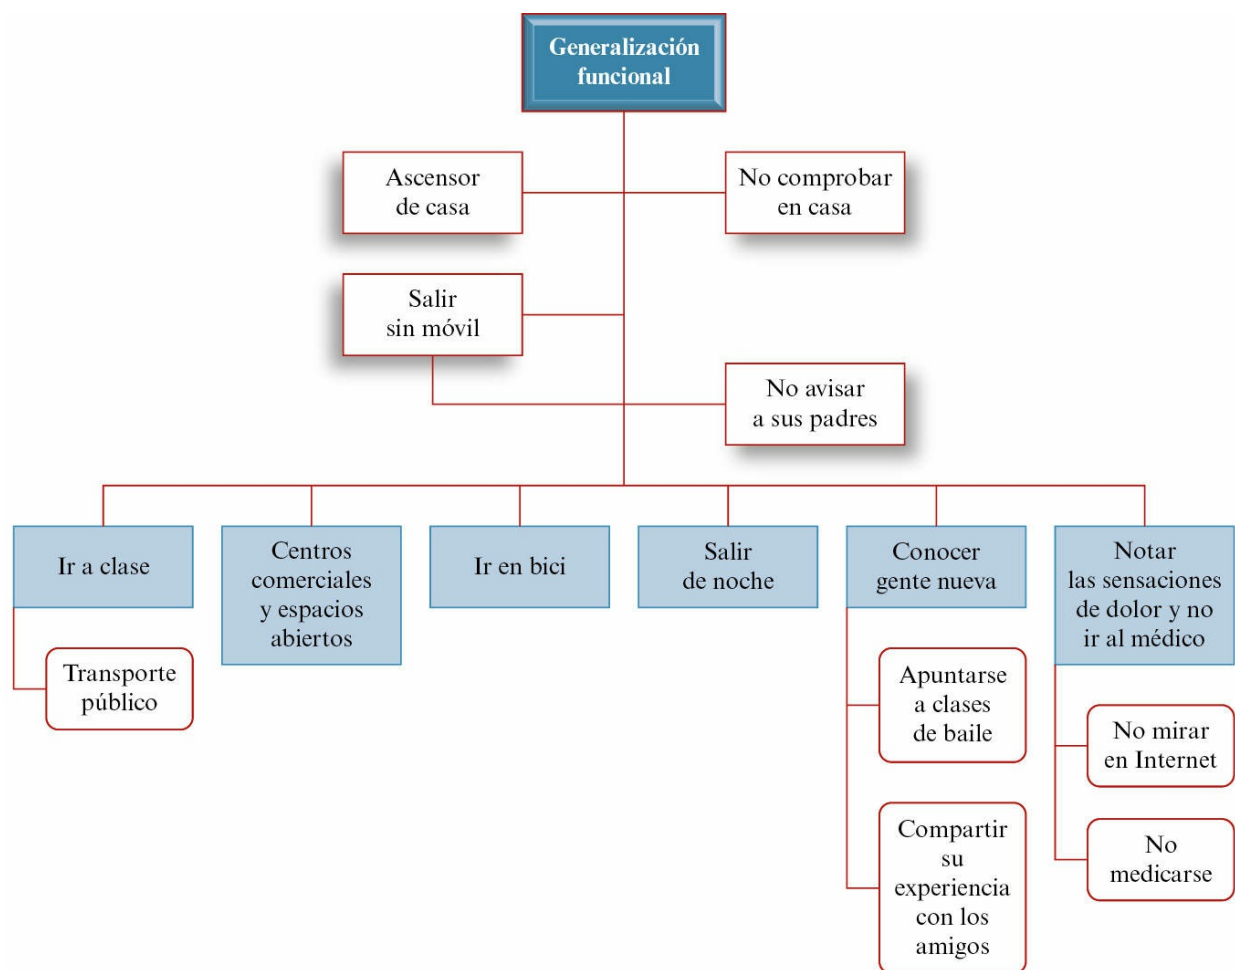 Generalización
funcional
Ascensor
de casa
No comprobar
en casa
Salir
sin móvil
No avisar
a sus padres
Ir a clase
Centros
comerciales
y espacios
abiertos
Ir en bici
Salir
de noche
Conocer
gente nueva
Notar
las sensaciones
de dolor y no
ir al médico
Transporte
público
Apuntarse
a clases
de baile
No mirar
en Internet
Compartir
su
experiencia
con los
amigos
No
medicarse